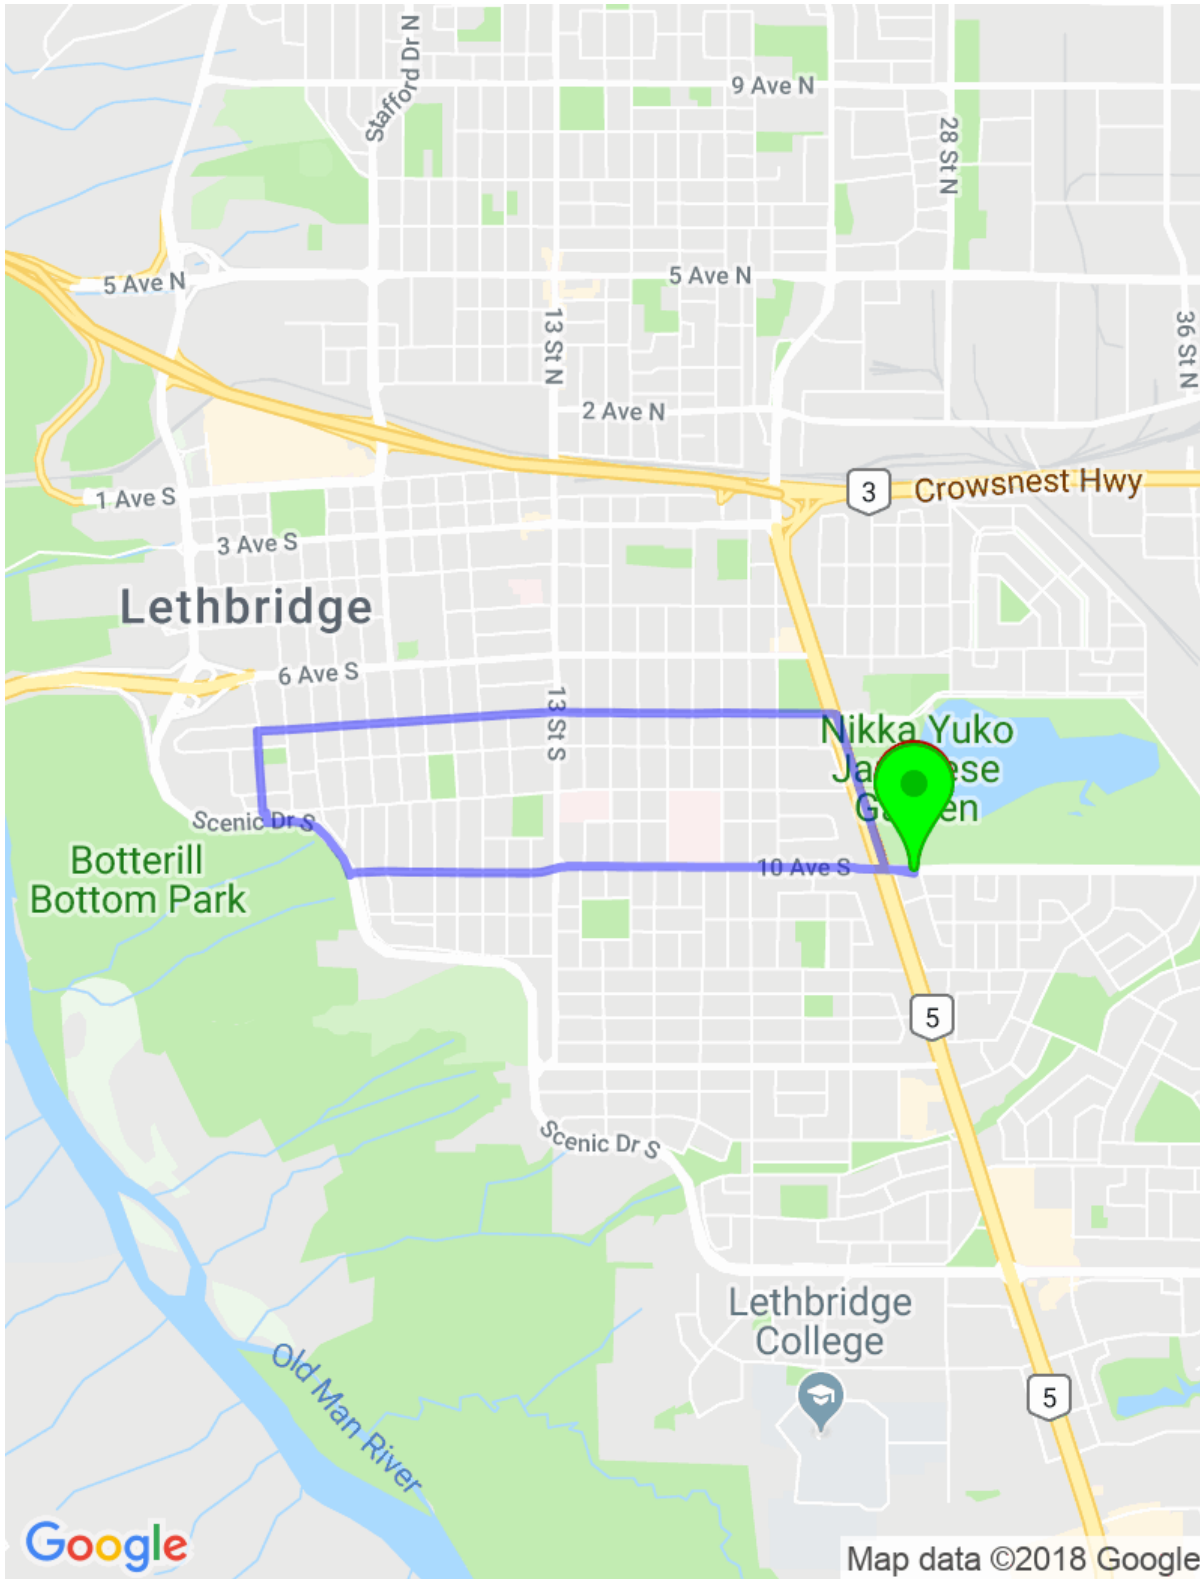 Stafford Dr N
9 Ave N
28 St N
5 Ave N
5 Ave N
13 St N
36 St N
2 Ave N
1 Ave S
3
Crowsnest Hwy
3 Ave S
Lethbridge
6 Ave S
13 St S
Nikka Yuko
Scenic Dr S
Botterill
Bottom Park
10 Ave S
5
Scenic Dr S
Lethbridge
College
Old Man River
5
Google
Map data ©2018 Google